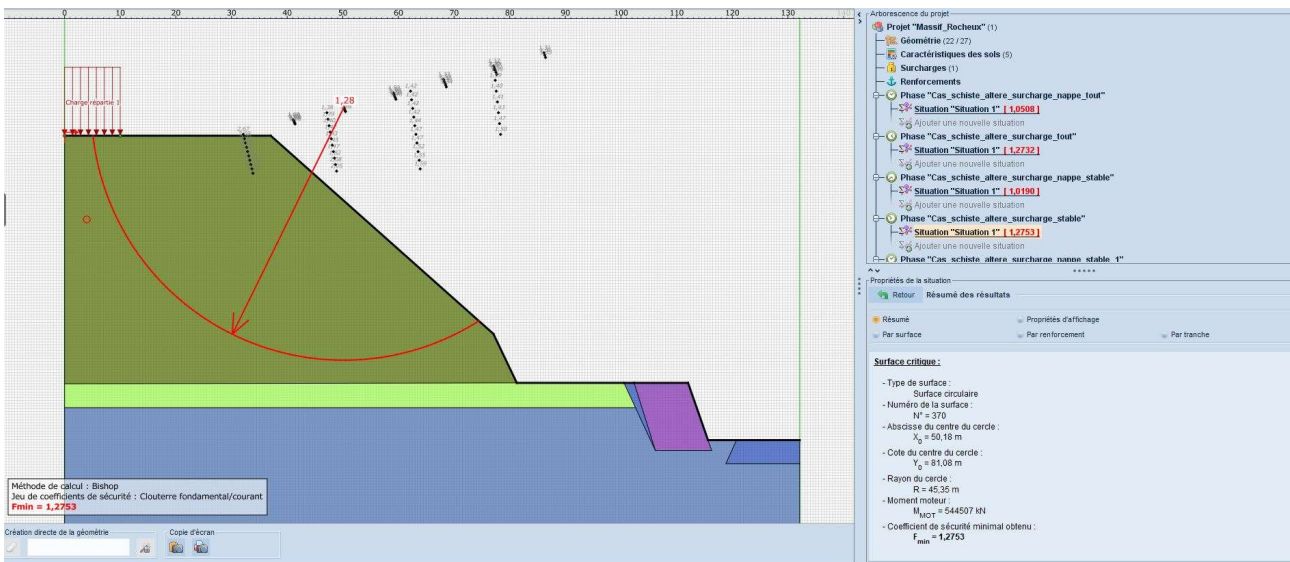 0 10 20 30 40 50 60 70 80 90 100 110 120 130
Charge répartie 1
1,28
Méthode de calcul : Bishop
Jeu de coefficients de sécurité : Clouterre fondamental/courant
Fmin = 1,2753
Création directe de la géométrie
Copie d'écran
Arborescence du projet
Projet "Massif_Rocheux" (1)
Géométrie (22 / 27)
Caractéristiques des sols (5)
Surcharges (1)
Renforcements
Phase "Cas_schiste_altere_surcharge_nappe_tout"
Situation "Situation 1" [ 1,0508 ]
Ajouter une nouvelle situation
Phase "Cas_schiste_altere_surcharge_tout"
Situation "Situation 1" [ 1,2732 ]
Ajouter une nouvelle situation
Phase "Cas_schiste_altere_surcharge_nappe_stable"
Situation "Situation 1" [ 1,0190 ]
Ajouter une nouvelle situation
Phase "Cas_schiste_altere_surcharge_stable"
Situation "Situation 1" [ 1,2753 ]
Ajouter une nouvelle situation
Phase "Cas_schiste_altere_surcharge_nappe_stable_1"
Propriétés de la situation
Retour Résumé des résultats
Résumé Propriétés d'affichage
Par surface Par renforcement Par tranche
Surface critique :
- Type de surface :
Surface circulaire
- Numéro de la surface :
N° = 370
- Abscisse du centre du cercle :
X0 = 50,18 m
- Cote du centre du cercle :
Y0 = 81,08 m
- Rayon du cercle :
R = 45,35 m
- Moment moteur :
MMOT = 544507 kN
- Coefficient de sécurité minimal obtenu :
Fmin = 1,2753